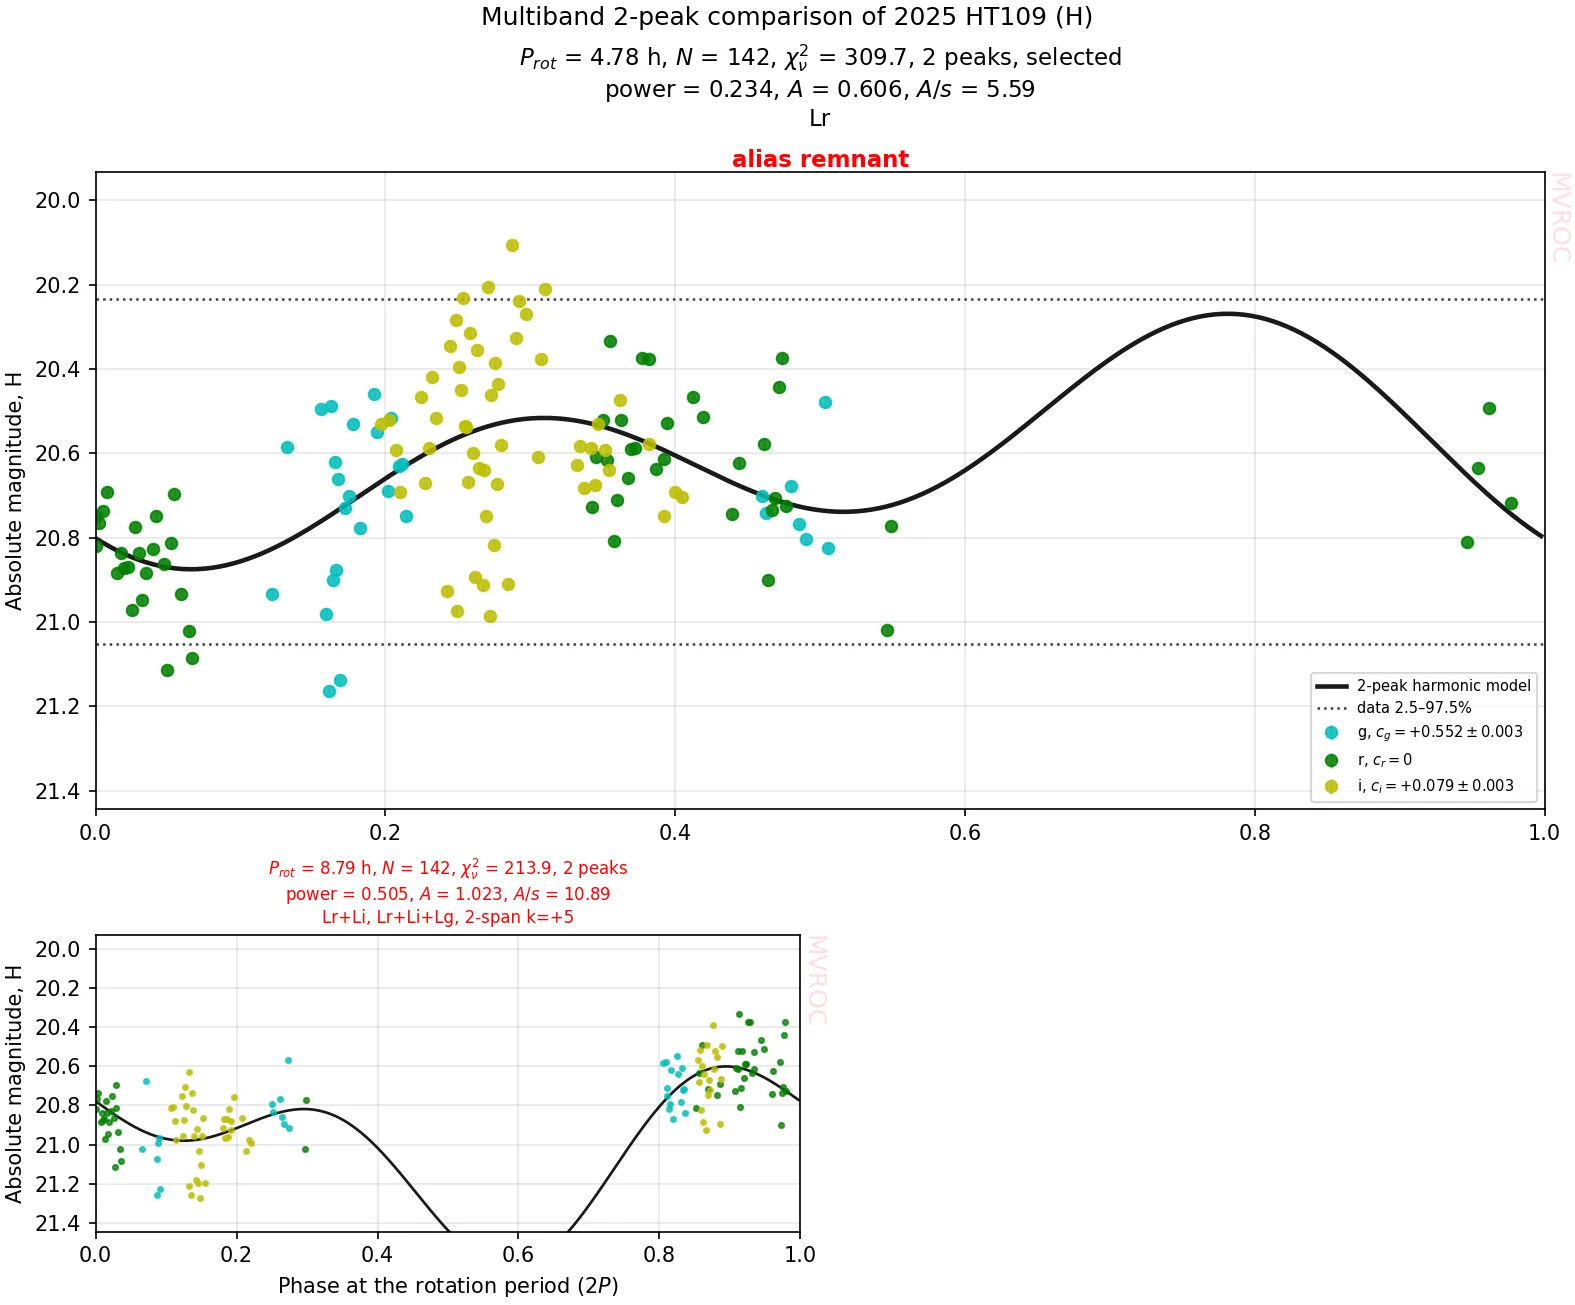 Multiband 2-peak comparison of 2025 HT109 (H)
P_rot = 4.78 h, N = 142, χ²_ν = 309.7, 2 peaks, selected
power = 0.234, A = 0.606, A/s = 5.59
Lr
alias remnant
MVROC
Absolute magnitude, H
20.0
20.2
20.4
20.6
20.8
21.0
21.2
21.4
2-peak harmonic model
data 2.5–97.5%
g, c_g = +0.552 ± 0.003
r, c_r = 0
i, c_i = +0.079 ± 0.003
0.0 0.2 0.4 0.6 0.8 1.0
P_rot = 8.79 h, N = 142, χ²_ν = 213.9, 2 peaks
power = 0.505, A = 1.023, A/s = 10.89
Lr+Li, Lr+Li+Lg, 2-span k=+5
MVROC
Absolute magnitude, H
20.0
20.2
20.4
20.6
20.8
21.0
21.2
21.4
0.0 0.2 0.4 0.6 0.8 1.0
Phase at the rotation period (2P)